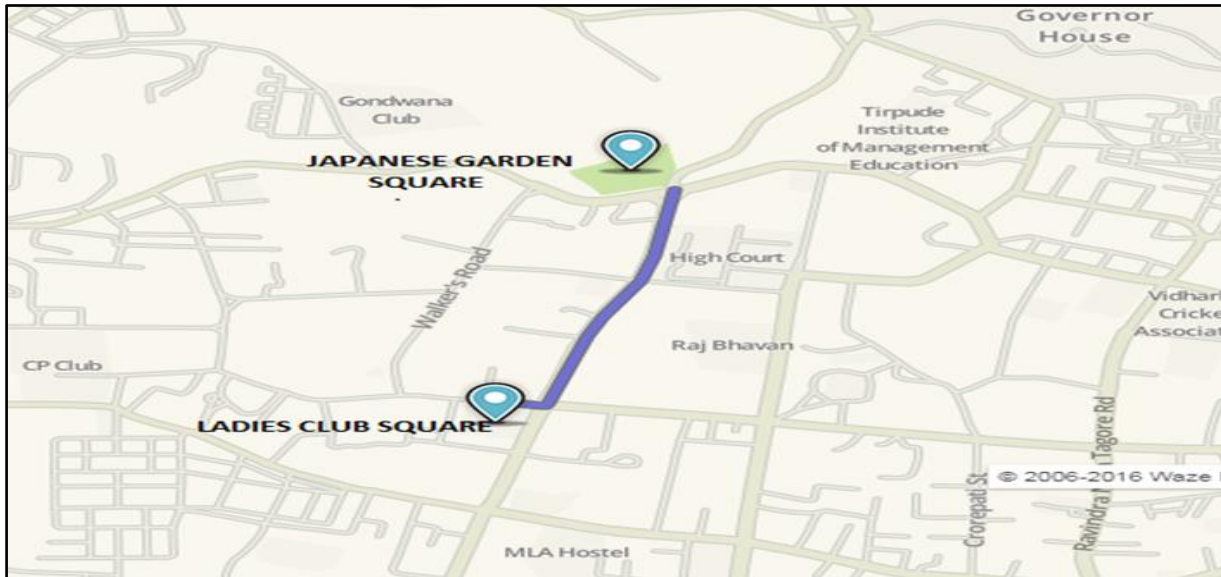 Governor
House
Gondwana
Club
Tirpude
Institute
of Management
Education
JAPANESE GARDEN
SQUARE
High Court
Walker's Road
Vidharl
Cricke
Associat
Raj Bhavan
CP Club
LADIES CLUB SQUARE
Tagore Rd
Ravindra
© 2006-2016 Waze
Crorepati St
MLA Hostel